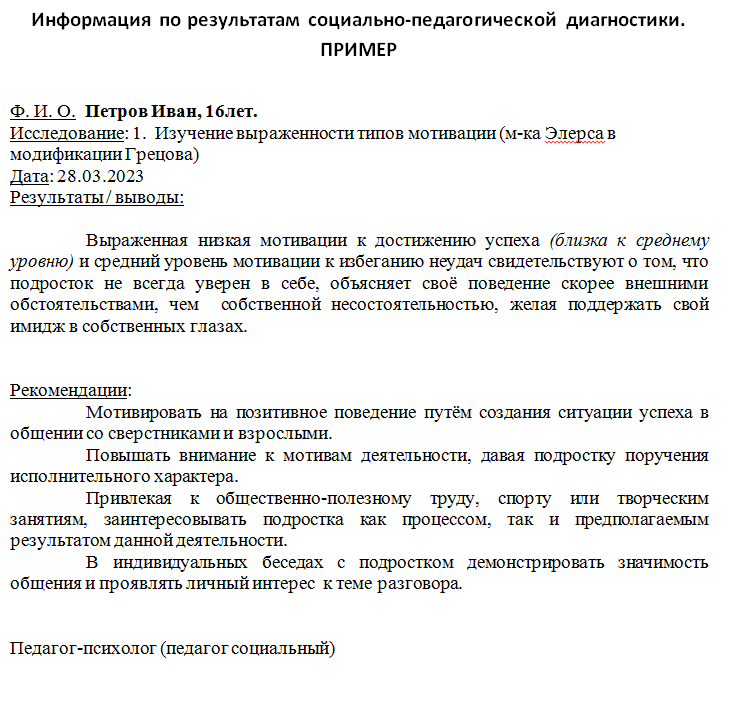 Информация по результатам социально-педагогической диагностики.
ПРИМЕР
Ф. И. О. Петров Иван, 16лет.
Исследование: 1. Изучение выраженности типов мотивации (м-ка Элерса в
модификации Грецова)
Дата: 28.03.2023
Результаты / выводы:
Выраженная низкая мотивации к достижению успеха (близка к среднему
уровню) и средний уровень мотивации к избеганию неудач свидетельствуют о том, что
подросток не всегда уверен в себе, объясняет своё поведение скорее внешними
обстоятельствами, чем собственной несостоятельностью, желая поддержать свой
имидж в собственных глазах.
Рекомендации:
Мотивировать на позитивное поведение путём создания ситуации успеха в
общении со сверстниками и взрослыми.
Повышать внимание к мотивам деятельности, давая подростку поручения
исполнительного характера.
Привлекая к общественно-полезному труду, спорту или творческим
занятиям, заинтересовывать подростка как процессом, так и предполагаемым
результатом данной деятельности.
В индивидуальных беседах с подростком демонстрировать значимость
общения и проявлять личный интерес к теме разговора.
Педагог-психолог (педагог социальный)